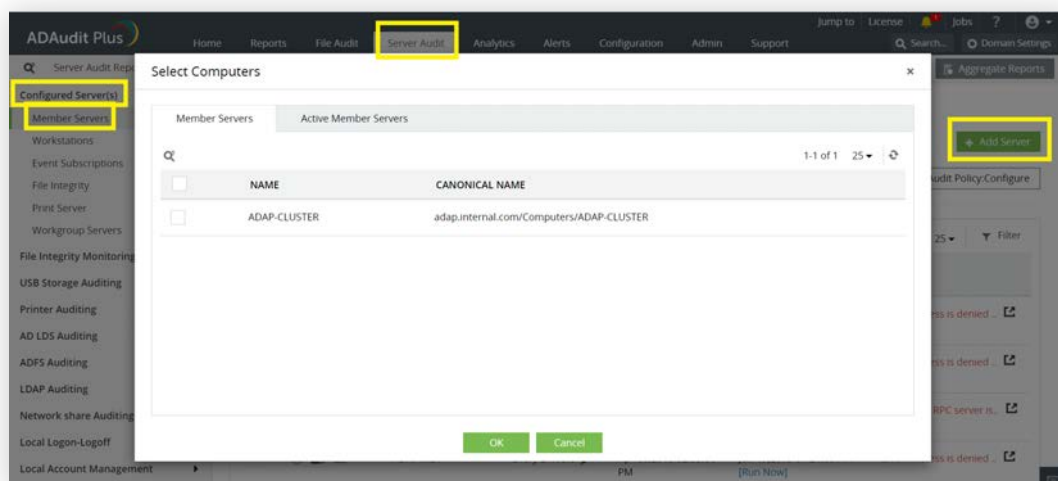 Jump to License Jobs ?
ADAudit Plus
Home Reports File Audit Server Audit Analytics Alerts Configuration Admin Support
Search... Domain Settings
Server Audit Repo
Aggregate Reports
Select Computers ×
Configured Server(s)
Member Servers
Workstations
Event Subscriptions
File Integrity
Print Server
Workgroup Servers
File Integrity Monitoring
USB Storage Auditing
Printer Auditing
AD LDS Auditing
ADFS Auditing
LDAP Auditing
Network share Auditing
Local Logon-Logoff
Local Account Management
Member Servers Active Member Servers
1-1 of 1 25
NAME CANONICAL NAME
ADAP-CLUSTER adap.internal.com/Computers/ADAP-CLUSTER
OK Cancel
+ Add Server
Audit Policy:Configure
25 Filter
ess is denied ..
ess is denied ..
RPC server is..
ess is denied ..
PM [Run Now]